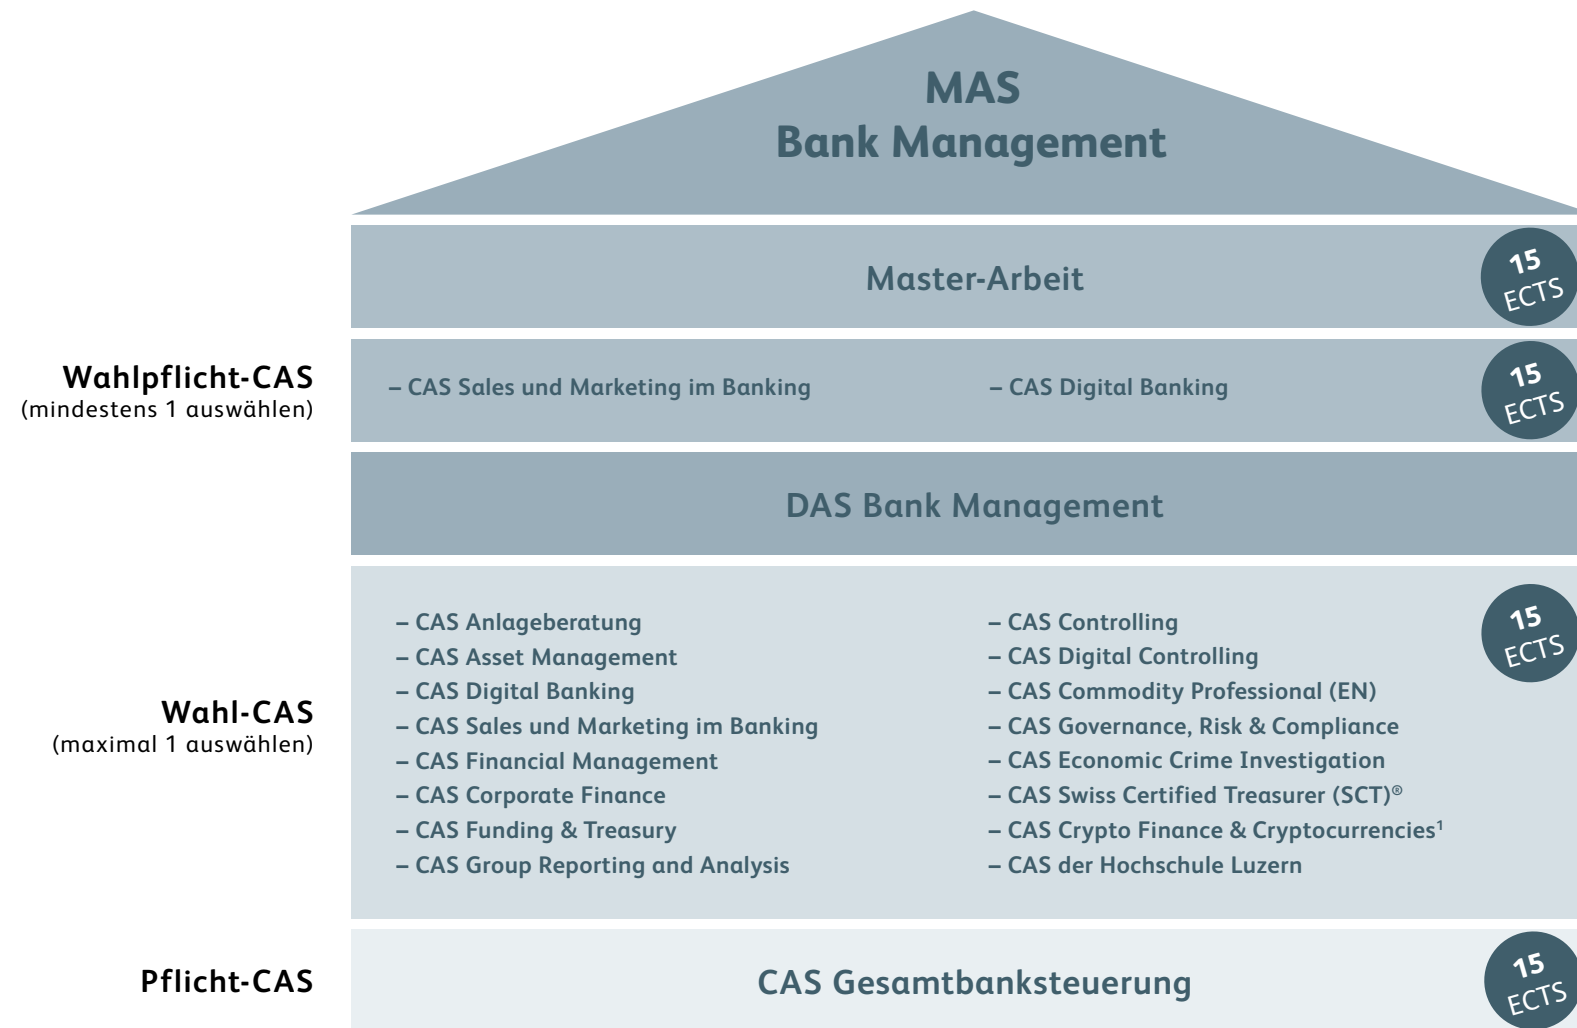 MAS
Bank Management
Master-Arbeit
15
ECTS
Wahlpflicht-CAS
(mindestens 1 auswählen)
– CAS Sales und Marketing im Banking
– CAS Digital Banking
15
ECTS
DAS Bank Management
Wahl-CAS
(maximal 1 auswählen)
– CAS Anlageberatung
– CAS Asset Management
– CAS Digital Banking
– CAS Sales und Marketing im Banking
– CAS Financial Management
– CAS Corporate Finance
– CAS Funding & Treasury
– CAS Group Reporting and Analysis
– CAS Controlling
– CAS Digital Controlling
– CAS Commodity Professional (EN)
– CAS Governance, Risk & Compliance
– CAS Economic Crime Investigation
– CAS Swiss Certified Treasurer (SCT)®
– CAS Crypto Finance & Cryptocurrencies¹
– CAS der Hochschule Luzern
15
ECTS
Pflicht-CAS
CAS Gesamtbanksteuerung
15
ECTS